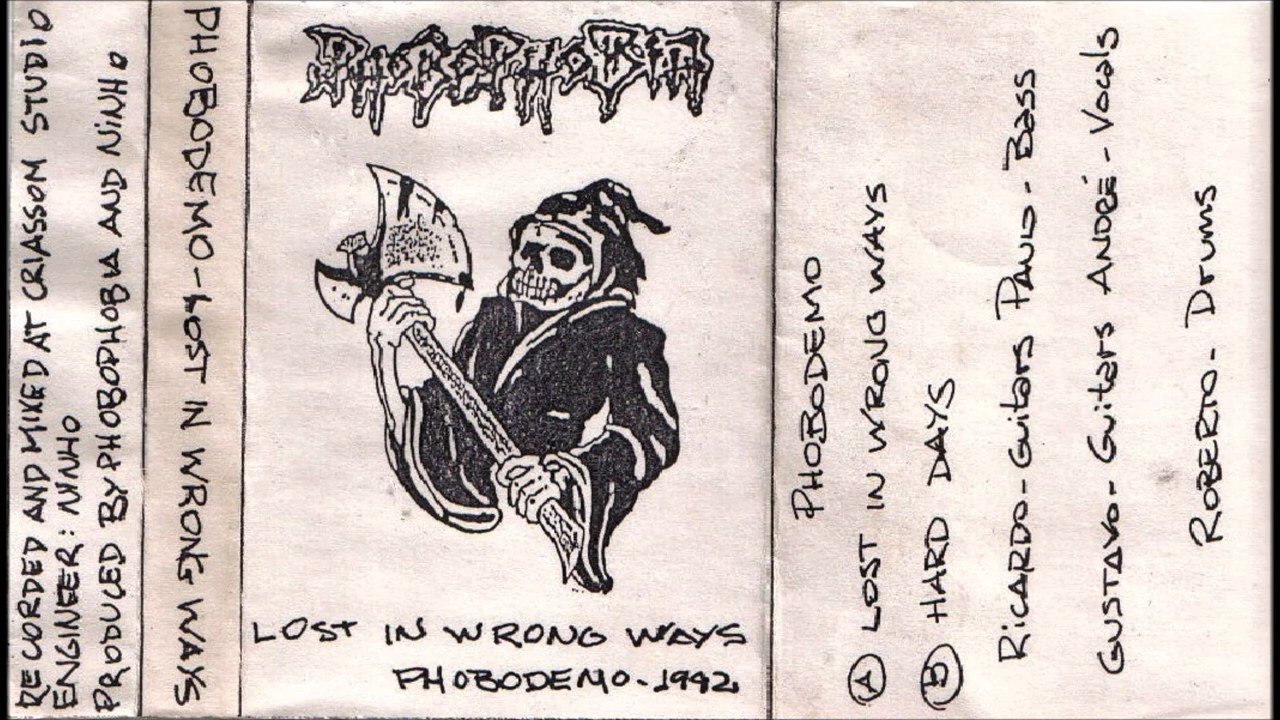 RECORDED AND MIXED AT CRIASSOM STUDIO
ENGINEER: NINHO
PRODUCED BY PHOBOPHOBIA AND NINHO
PHOBODEMO-LOST IN WRONG WAYS
PHOBOPHOBIA
LOST IN WRONG WAYS
PHOBODEMO-1992
PHOBODEMO
A LOST IN WRONG WAYS
B HARD DAYS
RICARDO-Guitars PAULO-Bass
GUSTAVO-Guitars ANDRÉ-Vocals
ROBERTO-Drums